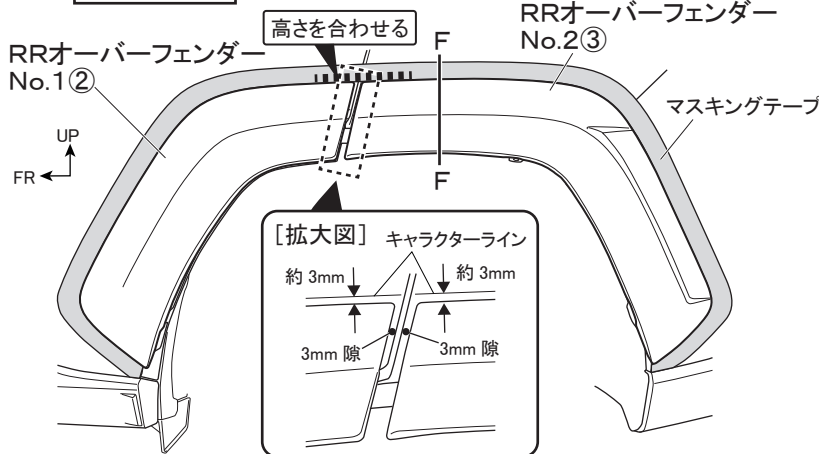 高さを合わせる
RRオーバーフェンダー
No.1②
RRオーバーフェンダー
No.2③
F
マスキングテープ
UP
FR
F
[拡大図]
キャラクターライン
約 3mm
約 3mm
3mm 隙
3mm 隙